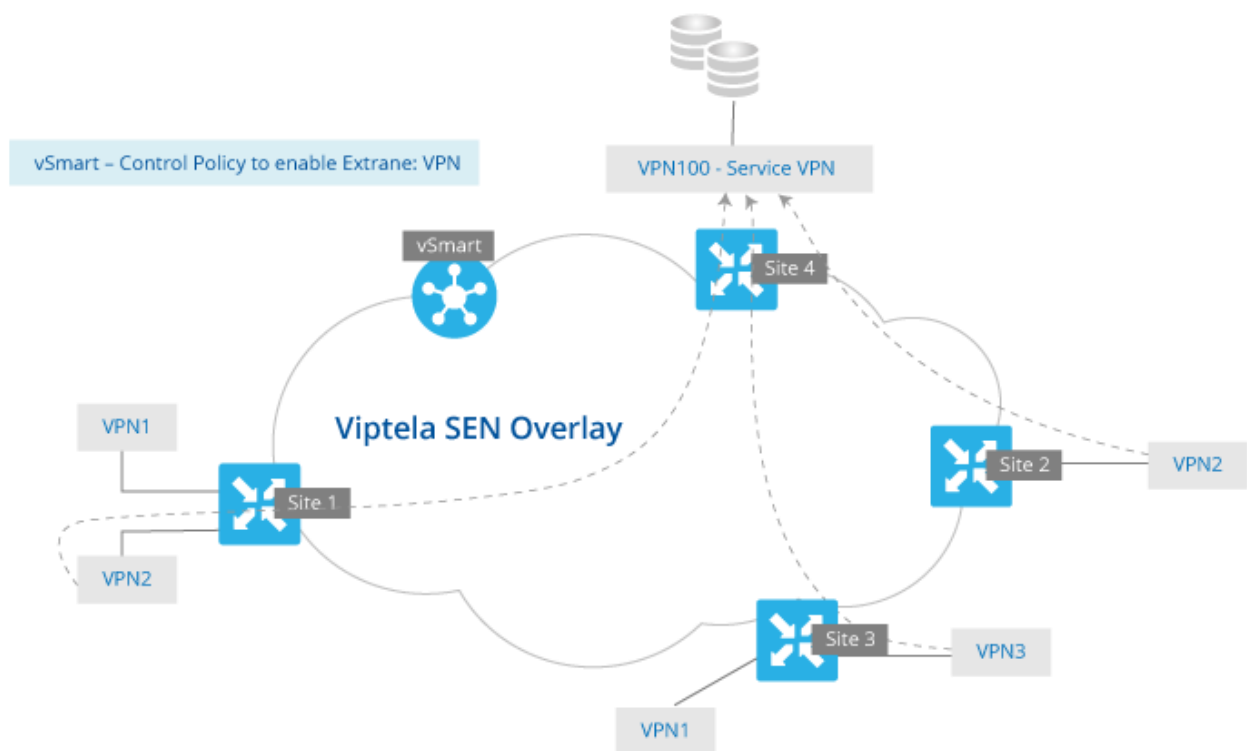 vSmart – Control Policy to enable Extrane: VPN
VPN100 - Service VPN
vSmart
Site 4
VPN1
Viptela SEN Overlay
Site 2
VPN2
Site 1
VPN2
Site 3
VPN3
VPN1